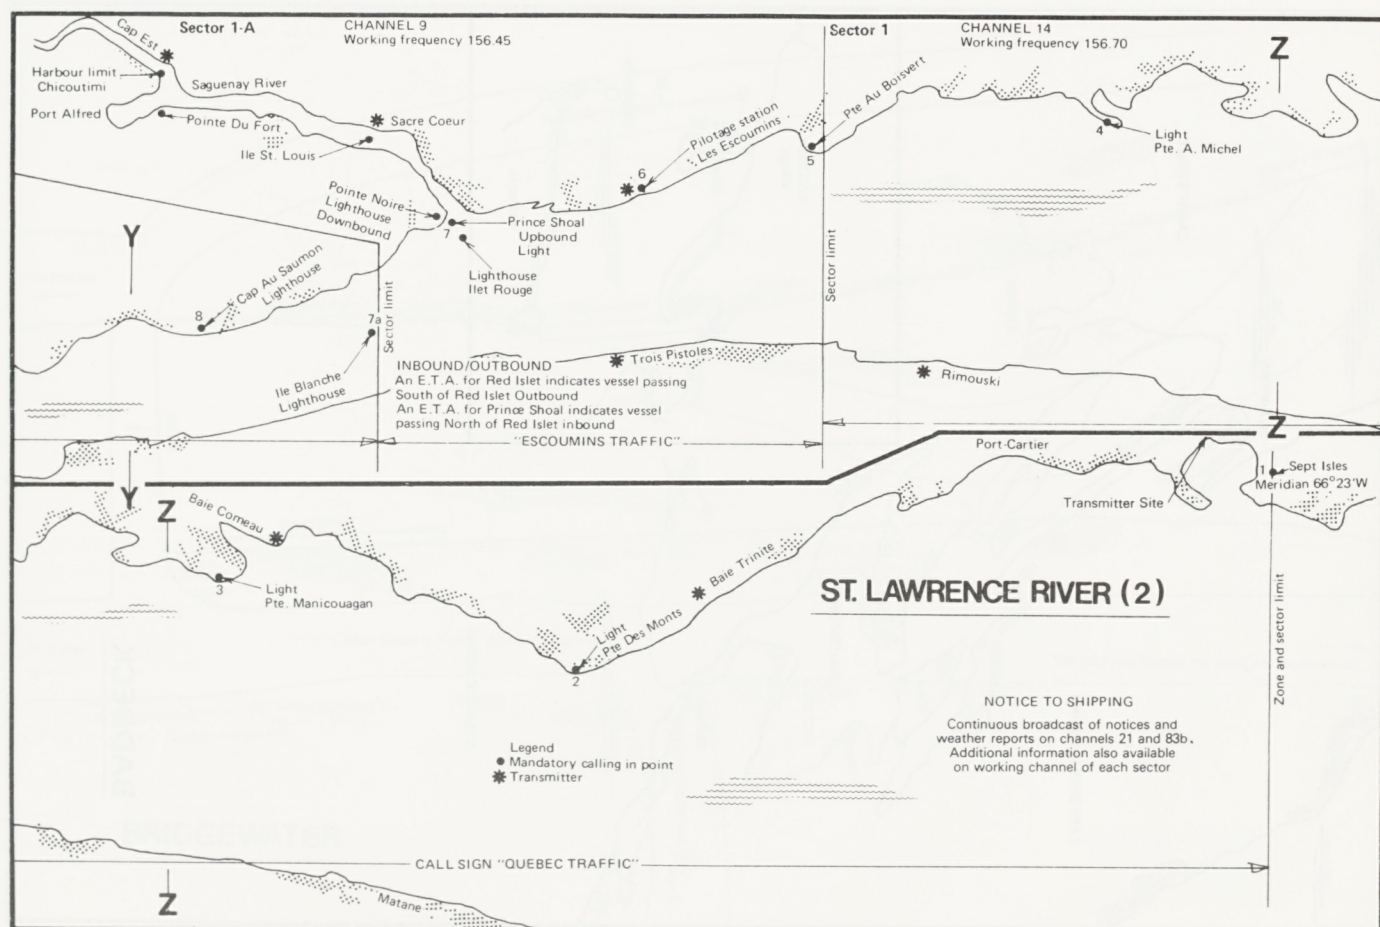 Sector 1-A
CHANNEL 9
Working frequency 156.45
Sector 1
CHANNEL 14
Working frequency 156.70
Z
Cap Est
Harbour limit
Chicoutimi
Saguenay River
Port Alfred
Pointe Du Fort
Sacre Coeur
Ile St. Louis
Pilotage station
Les Escoumins
6
Pte Au Boisvert
5
4
Light
Pte. A. Michel
Pointe Noire
Lighthouse
Downbound
7
Prince Shoal
Upbound
Light
Lighthouse
Ilet Rouge
Y
Cap Au Saumon
Lighthouse
8
7a
Sector limit
Sector limit
Ile Blanche
Lighthouse
Trois Pistoles
Rimouski
INBOUND/OUTBOUND
An E.T.A. for Red Islet indicates vessel passing
South of Red Islet Outbound
An E.T.A. for Prince Shoal indicates vessel
passing North of Red Islet inbound
"ESCOUMINS TRAFFIC"
Z
Port-Cartier
1
Sept Isles
Meridian 66°23'W
Transmitter Site
Y
Z
Baie Comeau
3
Light
Pte. Manicouagan
Baie Trinite
Light
Pte Des Monts
2
ST. LAWRENCE RIVER (2)
Zone and sector limit
NOTICE TO SHIPPING
Continuous broadcast of notices and
weather reports on channels 21 and 83b.
Additional information also available
on working channel of each sector
Legend
Mandatory calling in point
Transmitter
CALL SIGN "QUEBEC TRAFFIC"
Z
Matane
BADDECK
BRIDGEWATER